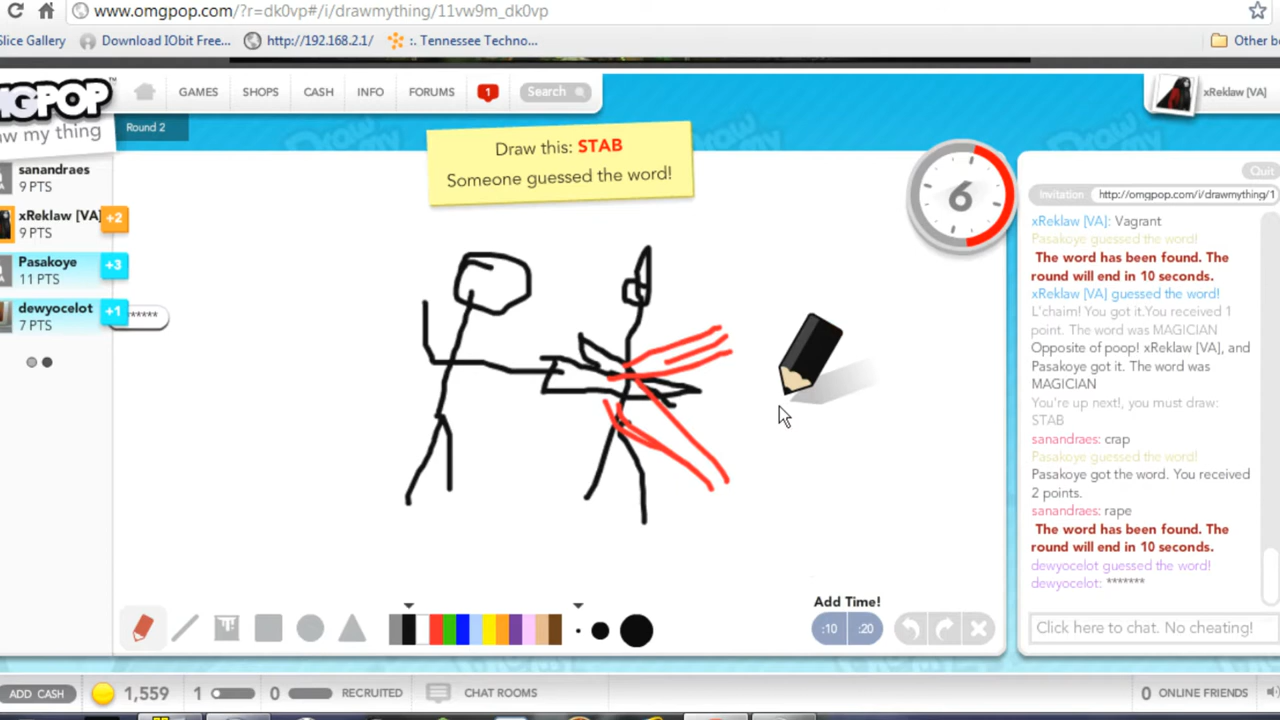 www.omgpop.com/?r=dk0vp#/i/drawmything/11vw9m_dk0vp
Slice Gallery
Download IObit Free...
http://192.168.2.1/
:. Tennessee Techno...
Other bo
MGPOP™
aw my thing
GAMES
SHOPS
CASH
INFO
FORUMS
1
Search
xReklaw [VA]
Round 2
Draw this: STAB
Someone guessed the word!
6
sanandraes
9 PTS
xReklaw [VA]
+2
9 PTS
Pasakoye
+3
11 PTS
dewyocelot
+1
7 PTS
******
Quit
Invitation
http://omgpop.com/i/drawmything/1
xReklaw [VA]: Vagrant
Pasakoye guessed the word!
The word has been found. The
round will end in 10 seconds.
xReklaw [VA] guessed the word!
L'chaim! You got it.You received 1
point. The word was MAGICIAN
Opposite of poop! xReklaw [VA], and
Pasakoye got it. The word was
MAGICIAN
You're up next!, you must draw:
STAB
sanandraes: crap
Pasakoye guessed the word!
Pasakoye got the word. You received
2 points.
sanandraes: rape
The word has been found. The
round will end in 10 seconds.
dewyocelot guessed the word!
dewyocelot: *******
Click here to chat. No cheating!
Add Time!
:10
:20
ADD CASH
1,559
1
0
RECRUITED
CHAT ROOMS
0 ONLINE FRIENDS